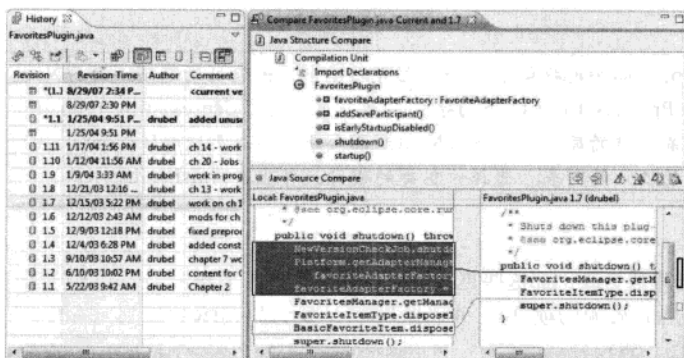 History
FavoritesPlugin.java
Revision Revision Time Author Comment
*(1.) 8/29/07 2:34 P... <current ve
8/29/07 2:30 PM
*1.1 1/25/04 9:51 P... drubel added unus
1/25/04 9:51 PM
1.11 1/17/04 1:56 PM drubel ch 14 - work
1.10 1/12/04 11:56 AM drubel ch 20 - Jobs
1.9 1/9/04 3:33 AM drubel work in prog
1.8 12/21/03 12:16 ... drubel ch 13 - work
1.7 12/15/03 5:22 PM drubel work on ch 1
1.6 12/12/03 2:43 AM drubel mods for ch
1.5 12/9/03 12:18 PM drubel fixed preproc
1.4 12/4/03 6:28 PM drubel added const
1.3 9/10/03 10:57 AM drubel chapter 7 wo
1.2 6/10/03 10:02 PM drubel content for C
1.1 5/22/03 9:42 AM drubel Chapter 2
Compare FavoritesPlugin.java Current and 1.7
Java Structure Compare
Compilation Unit
Import Declarations
FavoritesPlugin
favoriteAdapterFactory : FavoriteAdapterFactory
addSaveParticipant()
isEarlyStartupDisabled()
shutdown()
startup()
Java Source Compare
Local: FavoritesPlugin.java
* @see org.eclipse.core.run
*/
public void shutdown() throw
NewVersionCheckJob.shutdo
Platform.getAdapterManage
favoriteAdapterFactor
favoriteAdapterFactory =
FavoritesManager.getManag
FavoriteItemType.disposeT
BasicFavoriteItem.dispose
super.shutdown();
FavoritesPlugin.java 1.7 (drubel)
/**
* Shuts down this plug-
* @see org.eclipse.core
*/
public void shutdown() t
FavoritesManager.getM
FavoriteItemType.disp
super.shutdown();
}